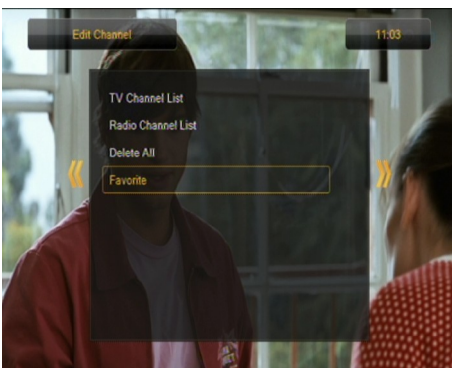 Edit Channel
11:03
TV Channel List
Radio Channel List
Delete All
Favorite